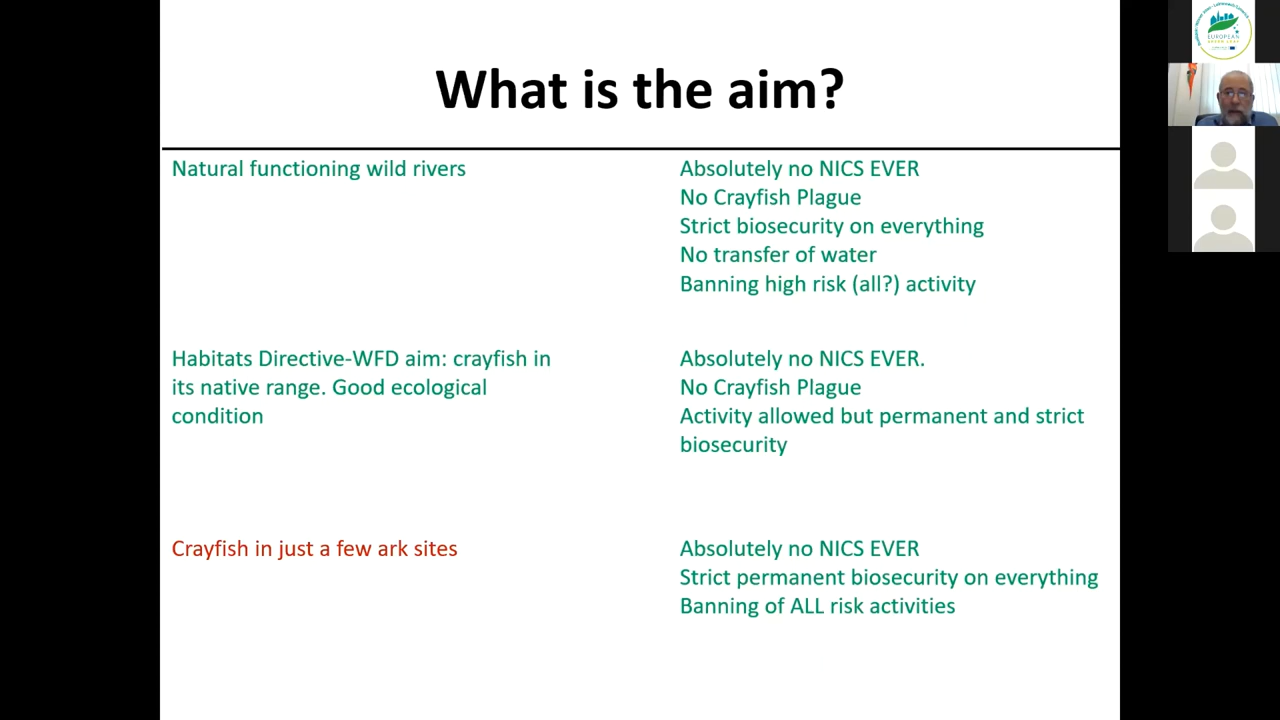 What is the aim?
Natural functioning wild rivers
Absolutely no NICS EVER
No Crayfish Plague
Strict biosecurity on everything
No transfer of water
Banning high risk (all?) activity
Habitats Directive-WFD aim: crayfish in
its native range. Good ecological
condition
Absolutely no NICS EVER.
No Crayfish Plague
Activity allowed but permanent and strict
biosecurity
Crayfish in just a few ark sites
Absolutely no NICS EVER
Strict permanent biosecurity on everything
Banning of ALL risk activities
EUROPEAN